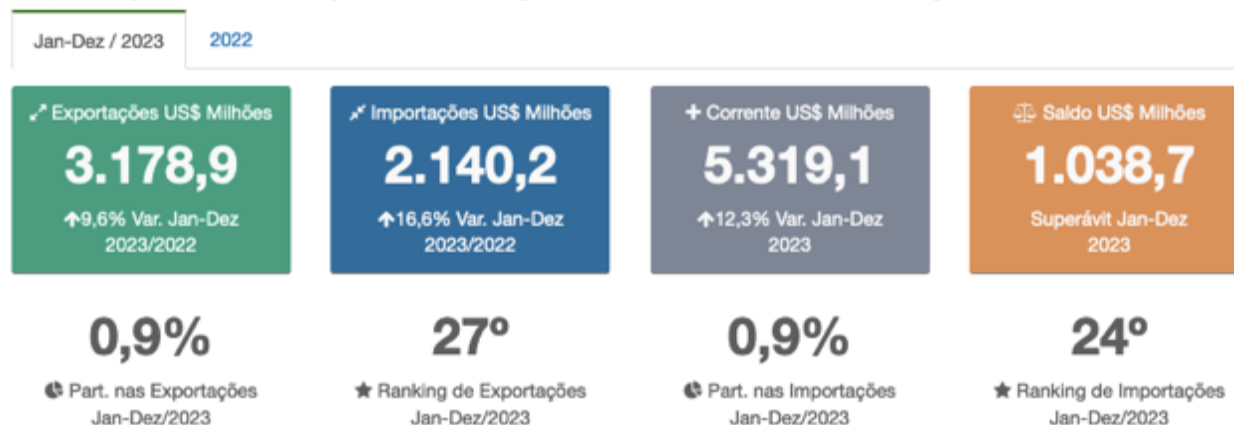 Jan-Dez / 2023
2022
Exportações US$ Milhões
3.178,9
9,6% Var. Jan-Dez
2023/2022
Importações US$ Milhões
2.140,2
16,6% Var. Jan-Dez
2023/2022
Corrente US$ Milhões
5.319,1
12,3% Var. Jan-Dez
2023
Saldo US$ Milhões
1.038,7
Superávit Jan-Dez
2023
0,9%
Part. nas Exportações
Jan-Dez/2023
27º
Ranking de Exportações
Jan-Dez/2023
0,9%
Part. nas Importações
Jan-Dez/2023
24º
Ranking de Importações
Jan-Dez/2023